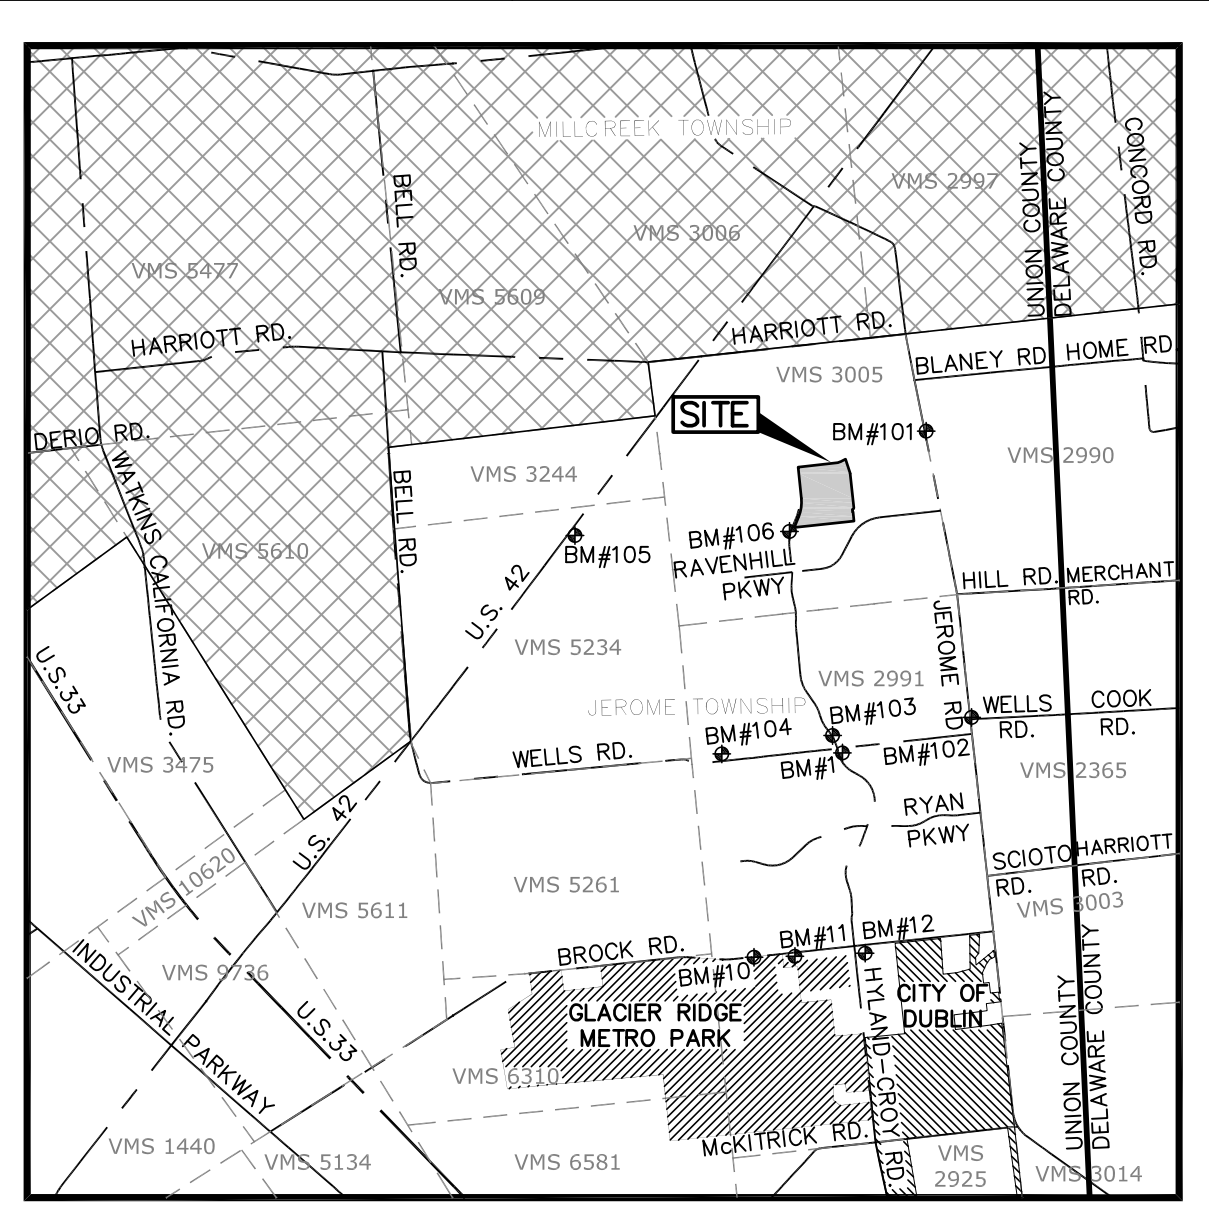 MILLCREEK TOWNSHIP
UNION COUNTY
DELAWARE COUNTY
CONCORD RD.
BELL RD.
VMS 2997
VMS 3006
VMS 5477
VMS 5609
HARRIOTT RD.
HARRIOTT RD.
BLANEY RD
HOME RD
VMS 3005
SITE
BM#101
DERIO RD.
WATKINS CALIFORNIA RD.
VMS 3244
BELL RD.
VMS 2990
BM#106
BM#105
VMS 5610
RAVENHILL
PKWY
HILL RD.
MERCHANT
RD.
U.S. 42
JEROME RD
VMS 5234
U.S.33
VMS 2991
JEROME TOWNSHIP
BM#103
WELLS
RD.
COOK
RD.
BM#104
WELLS RD.
BM#102
BM#1
VMS 3475
VMS 2365
RYAN
PKWY
U.S. 42
SCIOTO
RD.
HARRIOTT
RD.
VMS 10620
VMS 5261
VMS 5611
VMS 3003
BM#12
BM#11
BROCK RD.
BM#10
INDUSTRIAL PARKWAY
VMS 9736
HYLAND-CROY RD.
CITY OF
DUBLIN
GLACIER RIDGE
METRO PARK
UNION COUNTY
DELAWARE COUNTY
U.S.33
VMS 6310
McKITRICK RD.
VMS 1440
VMS 5134
VMS 6581
VMS
2925
VMS 3014